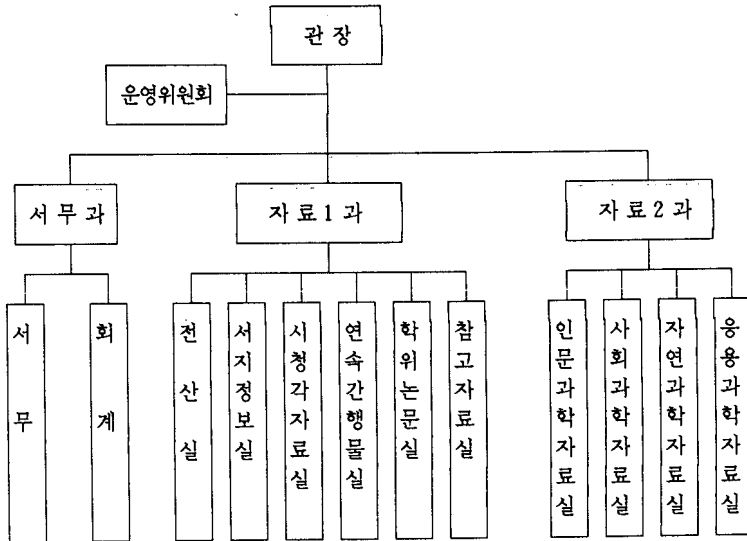 관 장
운영위원회
서 무 과
자 료 1 과
자 료 2 과
서 무
회 계
전 산 실
서지정보실
시청각자료실
연속간행물실
학위논문실
참고자료실
인문과학자료실
사회과학자료실
자연과학자료실
응용과학자료실